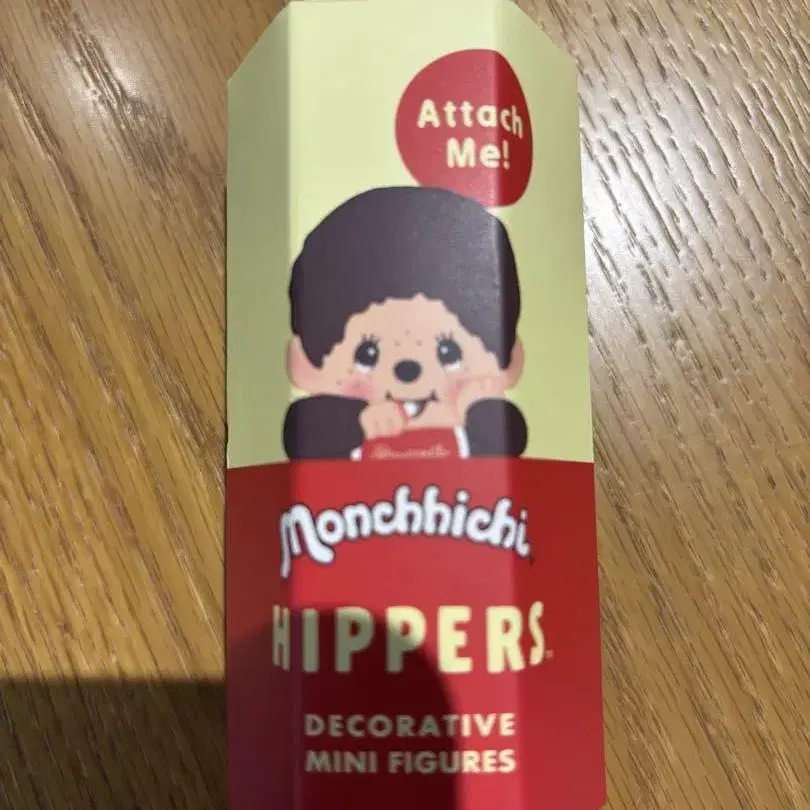 Attach
Me!
Monchhichi
HIPPERS
DECORATIVE
MINI FIGURES